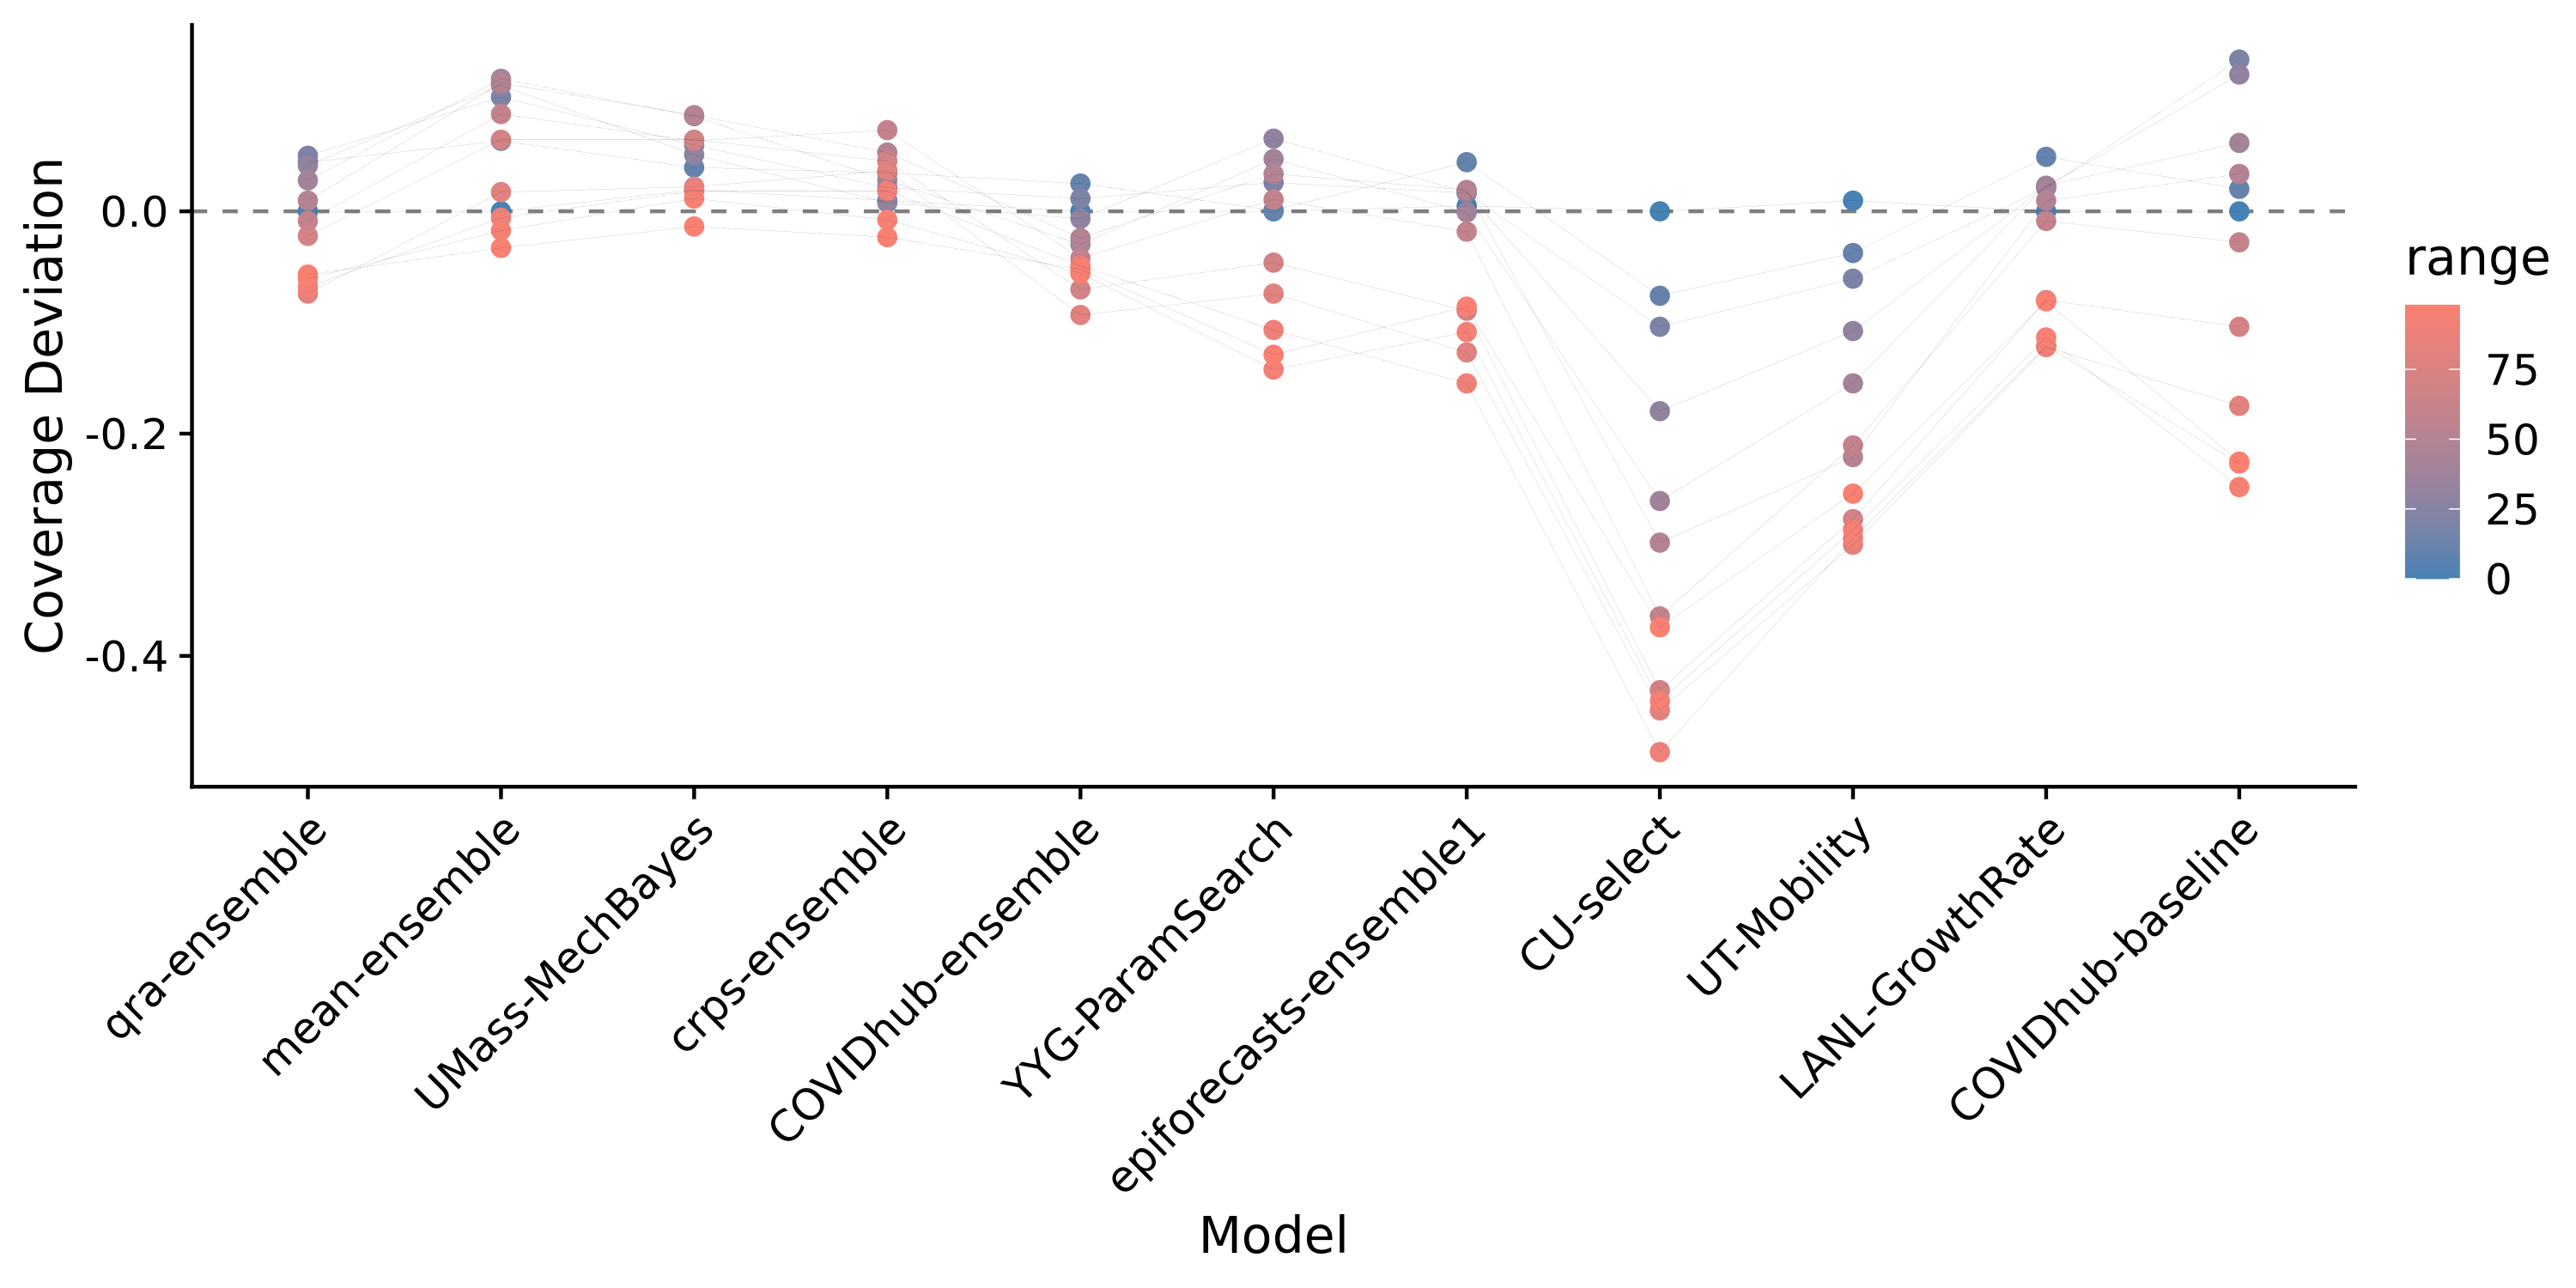 Coverage Deviation
0.0
-0.2
-0.4
qra-ensemble
mean-ensemble
UMass-MechBayes
crps-ensemble
COVIDhub-ensemble
YYG-ParamSearch
epiforecasts-ensemble1
CU-select
UT-Mobility
LANL-GrowthRate
COVIDhub-baseline
Model
range
75
50
25
0